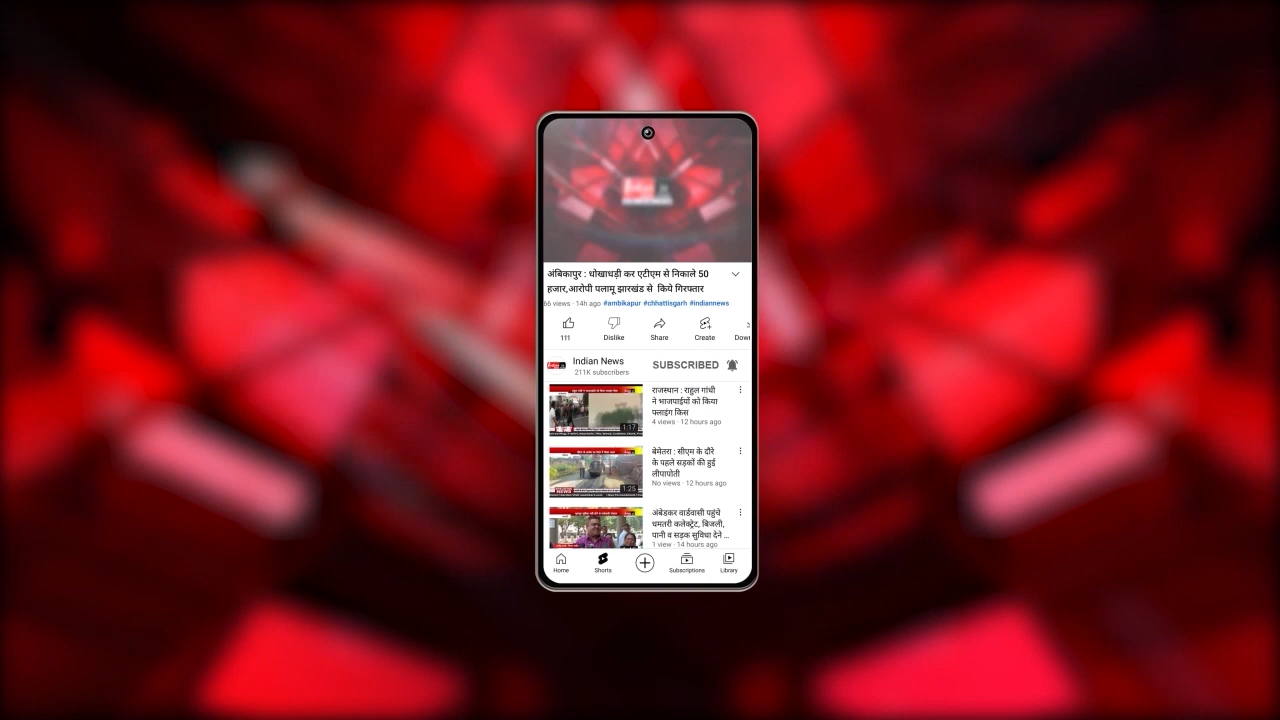 अंबिकापुर : धोखाधड़ी कर एटीएम से निकाले 50
हजार,आरोपी पलामू झारखंड से किये गिरफ्तार
66 views · 14h ago #ambikapur #chhattisgarh #indiannews
111
Dislike
Share
Create
Indian News
211K subscribers
SUBSCRIBED
राजस्थान : राहुल गांधी
ने भाजपाईयों को किया
फ्लाइंग किस
4 views · 12 hours ago
1:17
बेमेतरा : सीएम के दौरे
के पहले सड़कों की हुई
लीपापोती
No views · 12 hours ago
NEWS
1:25
अंबेडकर वार्डवासी पहुंचे
धमतरी कलेक्ट्रेट, बिजली,
पानी व सड़क सुविधा देने ...
1 view · 14 hours ago
Home
Shorts
Subscriptions
Library